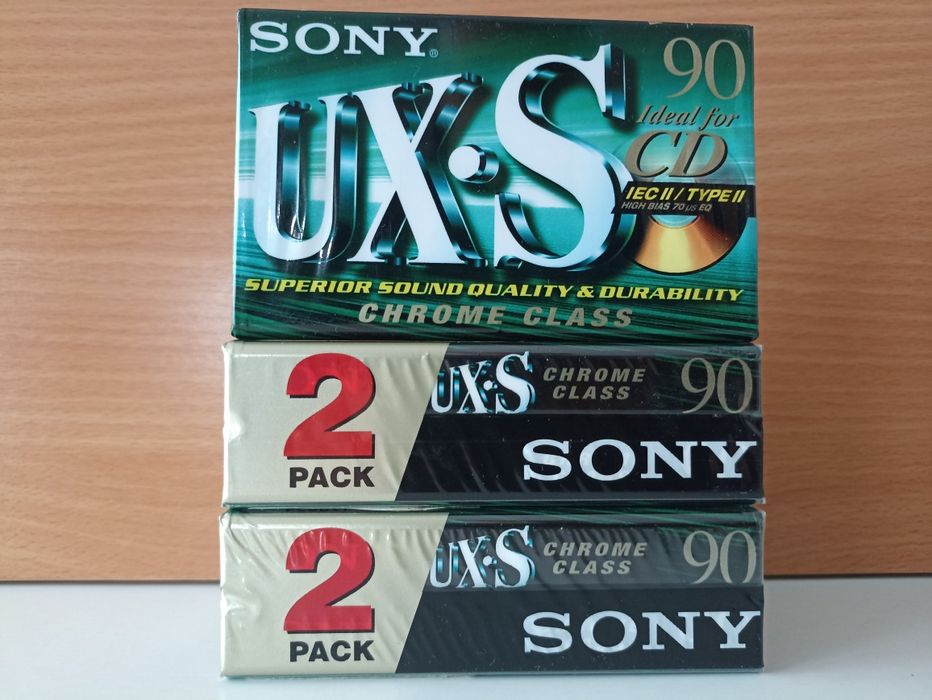 SONY®
90
UX·S
Ideal for
CD
IEC II / TYPE II
HIGH BIAS 70 µs EQ
SUPERIOR SOUND QUALITY & DURABILITY
CHROME CLASS
2
PACK
UX·S
CHROME
CLASS
90
SONY
2
PACK
UX·S
CHROME
CLASS
90
SONY